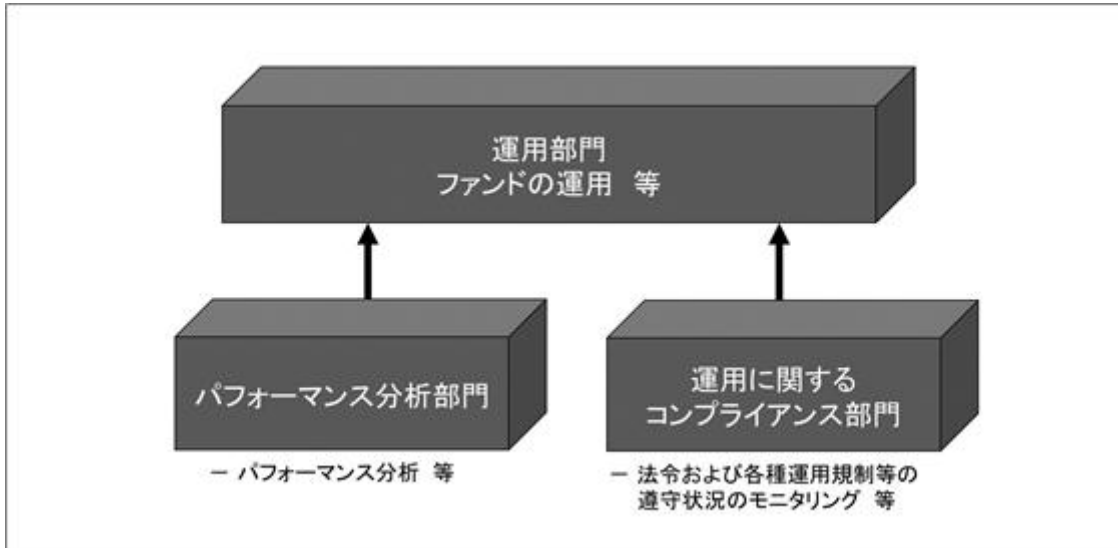 運用部門
ファンドの運用 等
パフォーマンス分析部門
－ パフォーマンス分析 等
運用に関する
コンプライアンス部門
－ 法令および各種運用規制等の
遵守状況のモニタリング 等